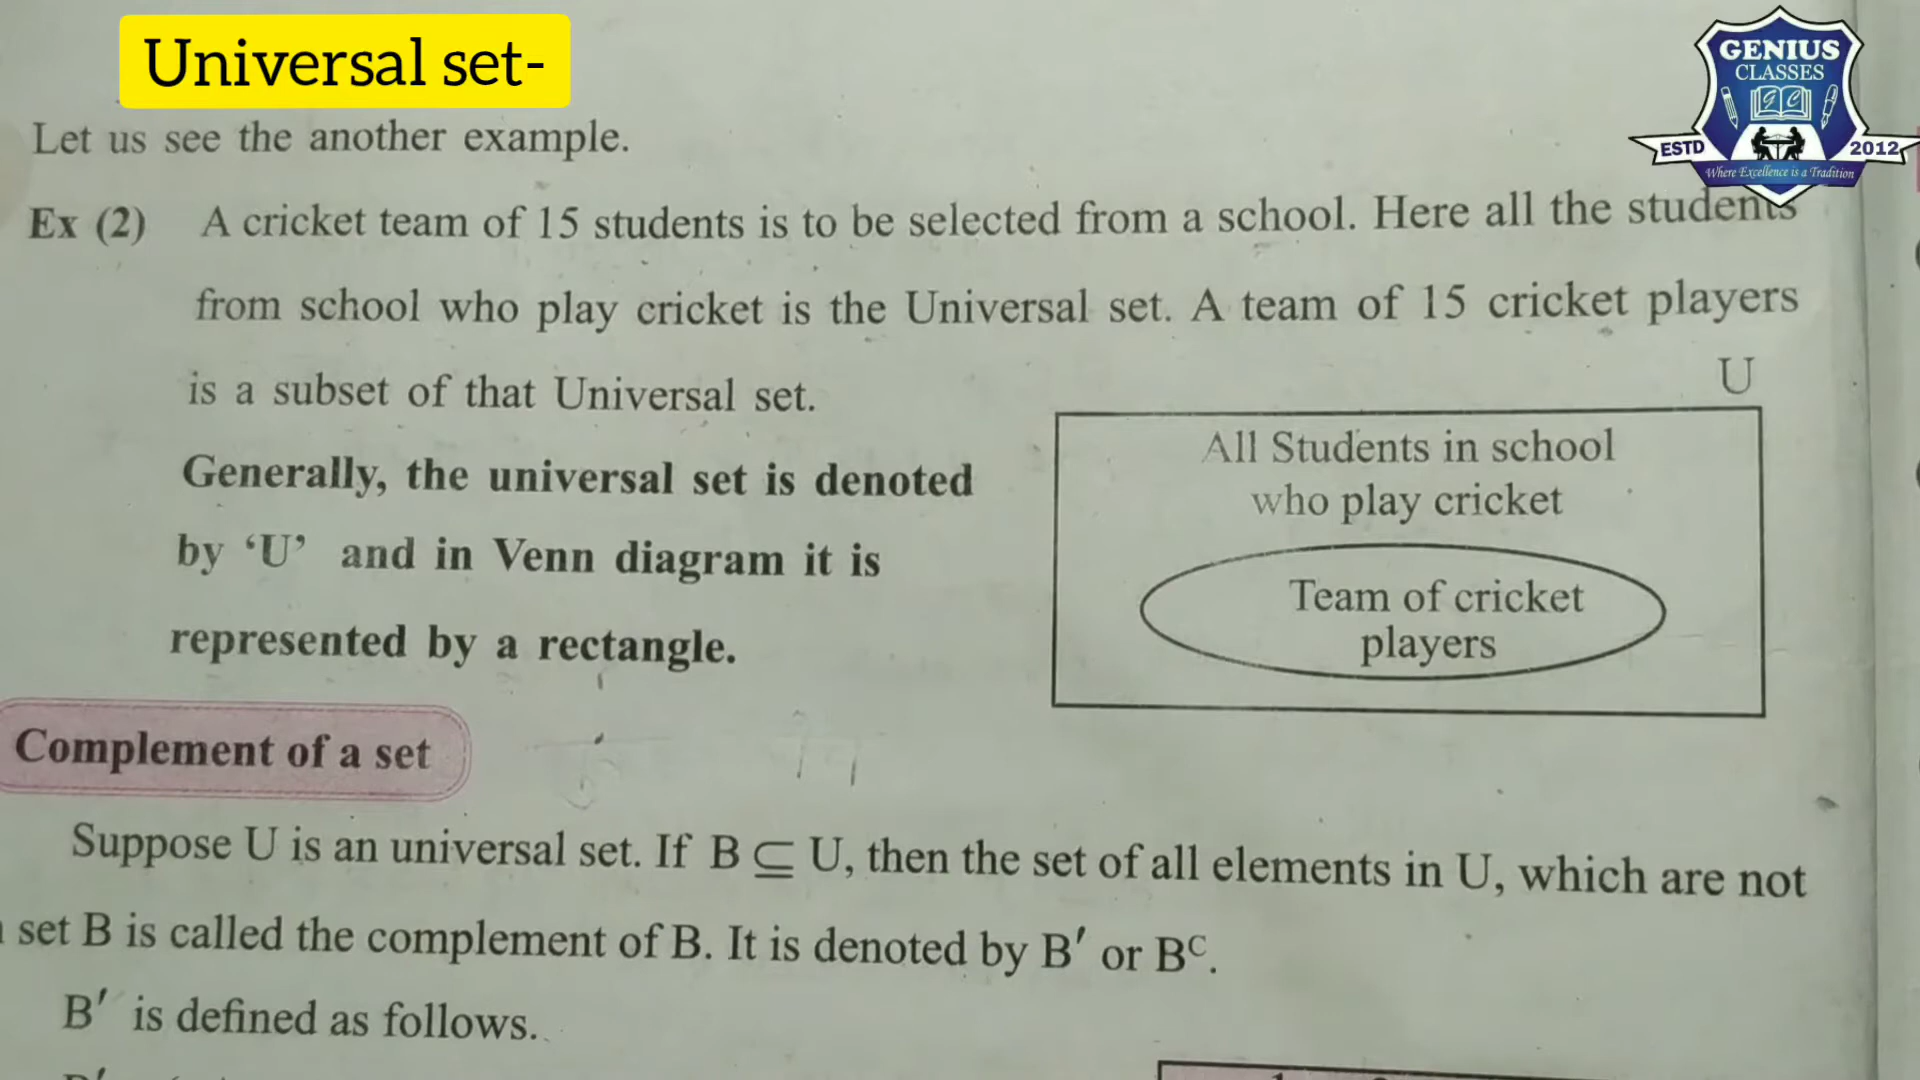 Universal set-
GENIUS
CLASSES
GC
ESTD
2012
Where Excellence is a Tradition
Let us see the another example.
Ex (2) A cricket team of 15 students is to be selected from a school. Here all the students
from school who play cricket is the Universal set. A team of 15 cricket players
is a subset of that Universal set.
Generally, the universal set is denoted
by ‘U’ and in Venn diagram it is
represented by a rectangle.
U
All Students in school
who play cricket
Team of cricket
players
Complement of a set
Suppose U is an universal set. If B ⊆ U, then the set of all elements in U, which are not
set B is called the complement of B. It is denoted by B′ or Bᶜ.
B′ is defined as follows.